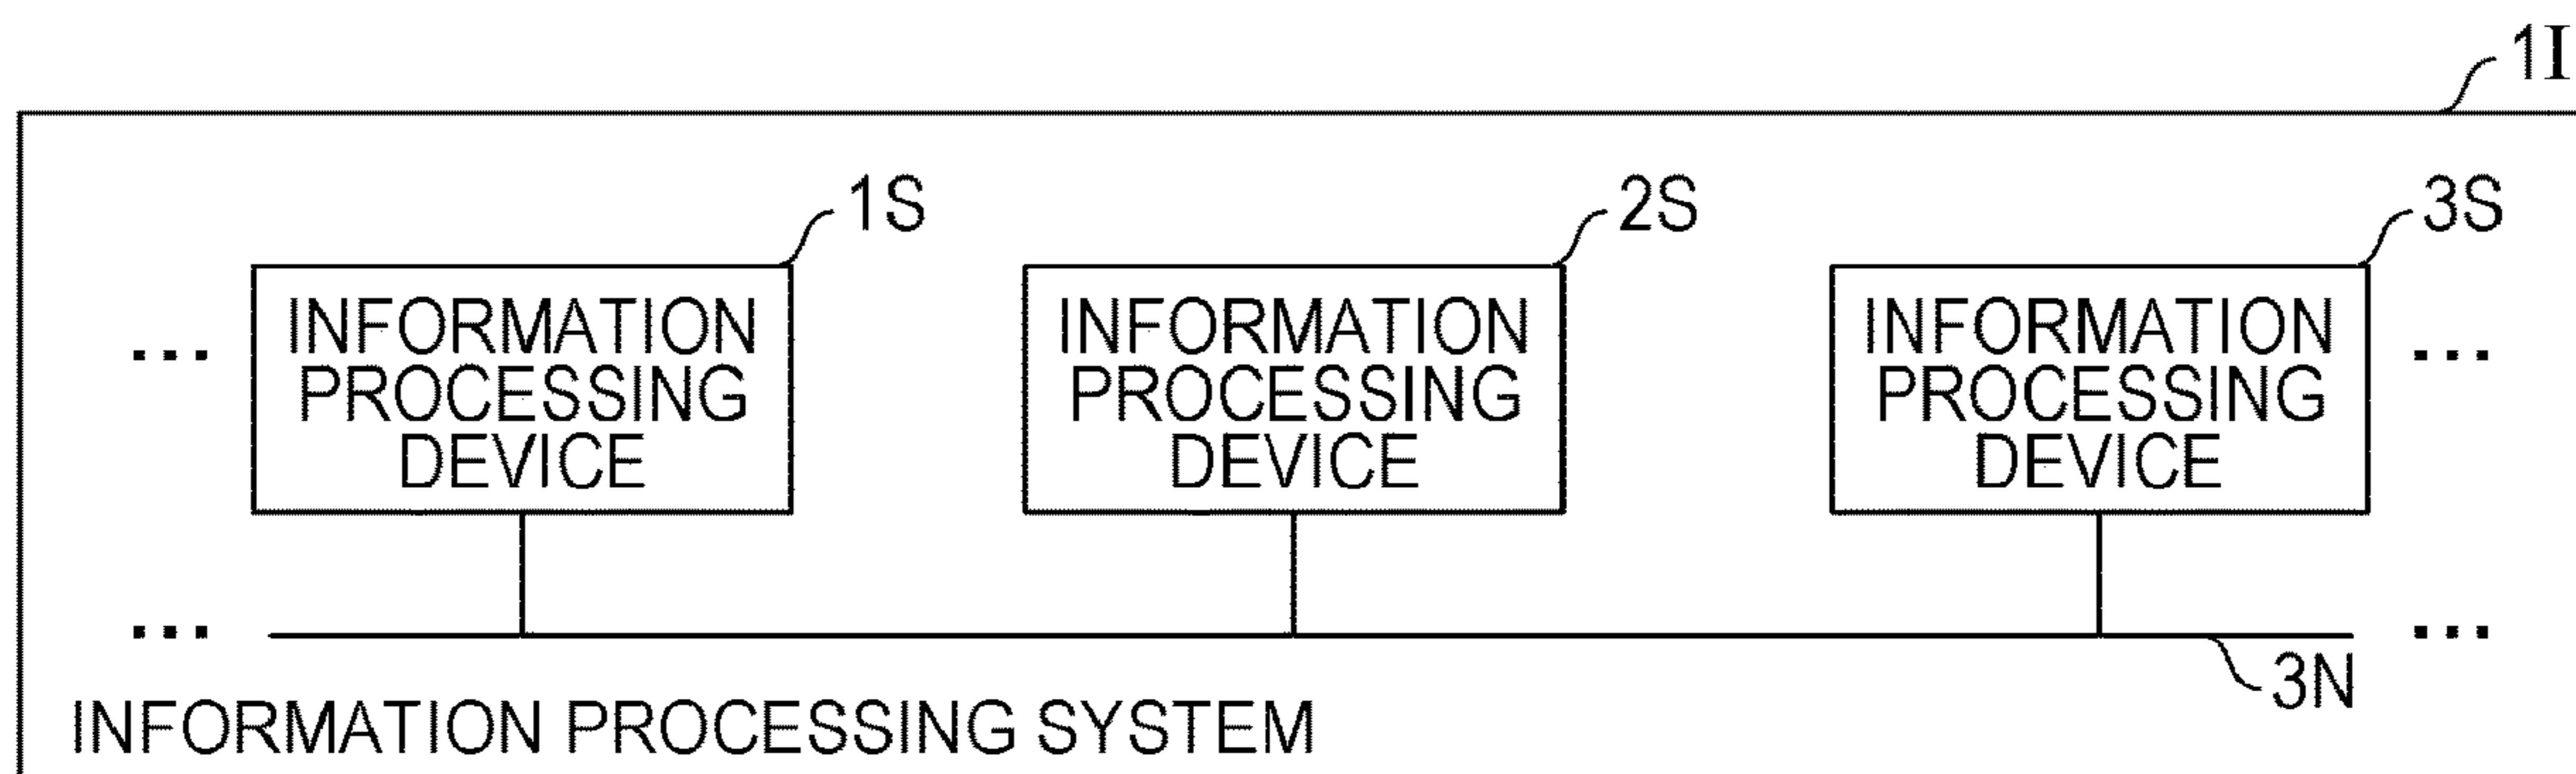 1I
1S 2S 3S
... INFORMATION INFORMATION INFORMATION ...
PROCESSING PROCESSING PROCESSING
DEVICE DEVICE DEVICE
... ...
3N
INFORMATION PROCESSING SYSTEM